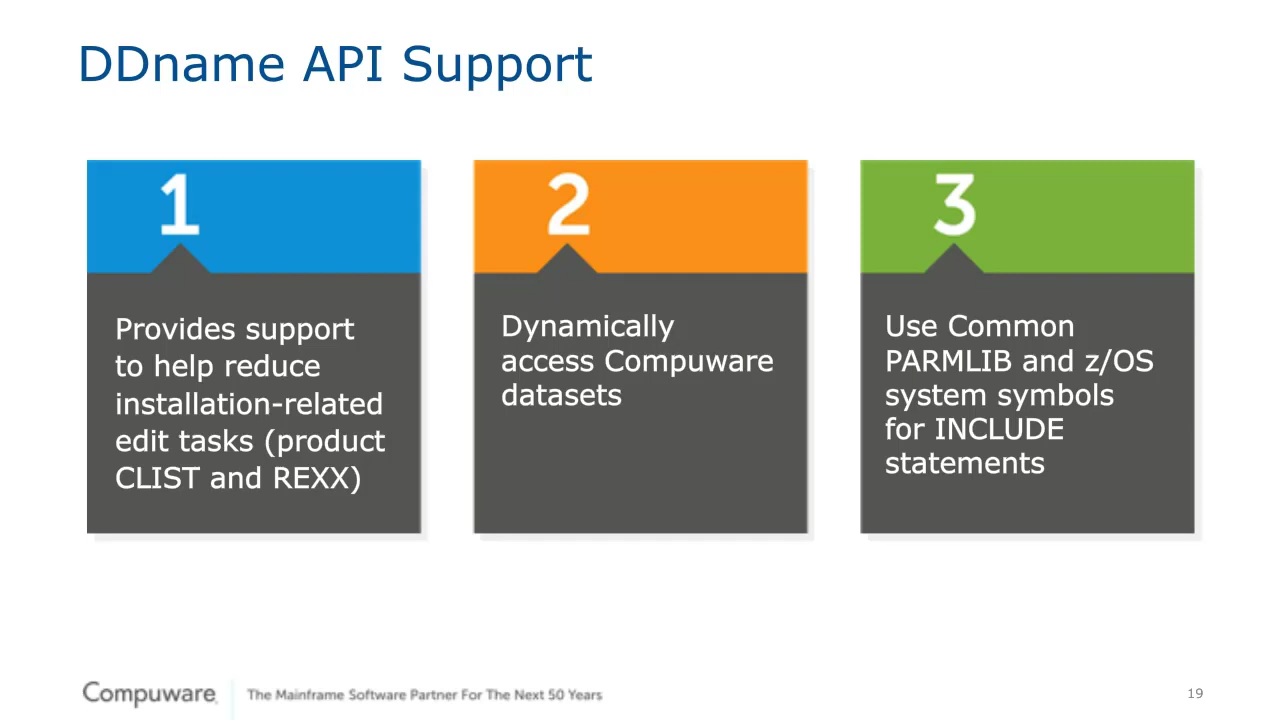 DDname API Support
1
Provides support
to help reduce
installation-related
edit tasks (product
CLIST and REXX)
2
Dynamically
access Compuware
datasets
3
Use Common
PARMLIB and z/OS
system symbols
for INCLUDE
statements
Compuware
The Mainframe Software Partner For The Next 50 Years
19